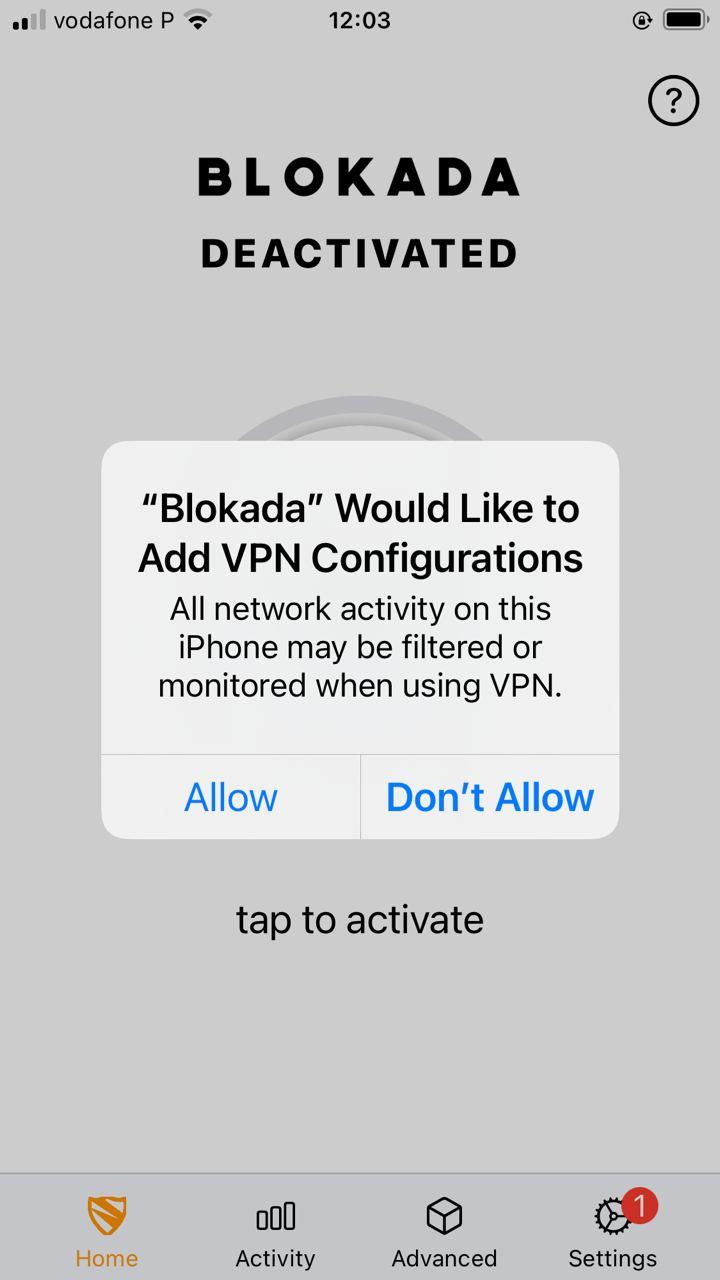 vodafone P
12:03
?
BLOKADA
DEACTIVATED
“Blokada” Would Like to
Add VPN Configurations
All network activity on this
iPhone may be filtered or
monitored when using VPN.
Allow
Don’t Allow
tap to activate
1
Home
Activity
Advanced
Settings